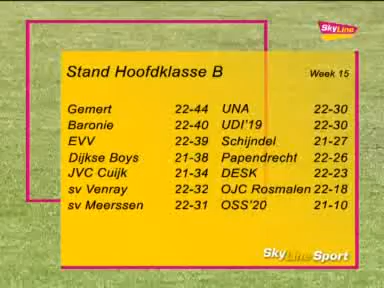 SkyLine
Stand Hoofdklasse B
Week 15
Gemert 22-44 UNA 22-30
Baronie 22-40 UDI'19 22-30
EVV 22-39 Schijndel 21-27
Dijkse Boys 21-38 Papendrecht 22-26
JVC Cuijk 21-34 DESK 22-23
sv Venray 22-32 OJC Rosmalen 22-18
sv Meerssen 22-31 OSS'20 21-10
SkyLine Sport